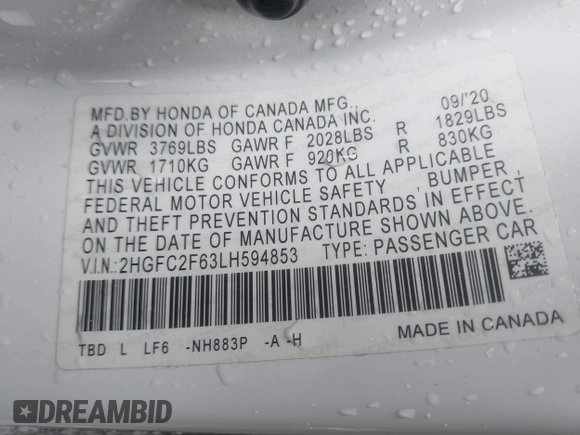 MFD.BY HONDA OF CANADA MFG., 09/'20
A DIVISION OF HONDA CANADA INC.
GVWR 3769LBS GAWR F 2028LBS R 1829LBS
GVWR 1710KG GAWR F 920KG R 830KG
THIS VEHICLE CONFORMS TO ALL APPLICABLE
FEDERAL MOTOR VEHICLE SAFETY , BUMPER ,
AND THEFT PREVENTION STANDARDS IN EFFECT
ON THE DATE OF MANUFACTURE SHOWN ABOVE.
V.I.N.:2HGFC2F63LH594853 TYPE: PASSENGER CAR
TBD L LF6 -NH883P -A -H MADE IN CANADA
DREAMBID